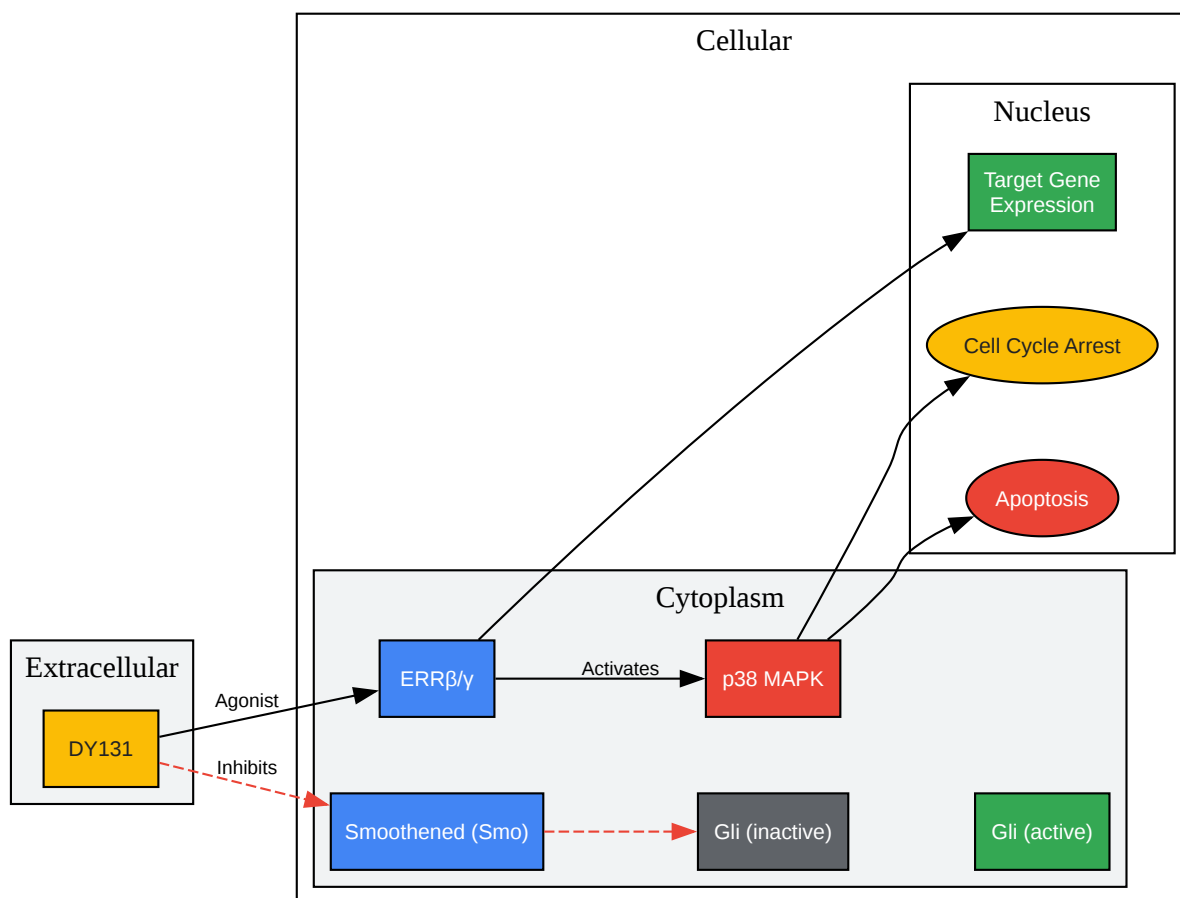 Cellular
Nucleus
Target Gene
Expression
Cell Cycle Arrest
Apoptosis
Cytoplasm
Extracellular
DY131
Agonist
Inhibits
ERRβ/γ
Activates
p38 MAPK
Smoothened (Smo)
Gli (inactive)
Gli (active)